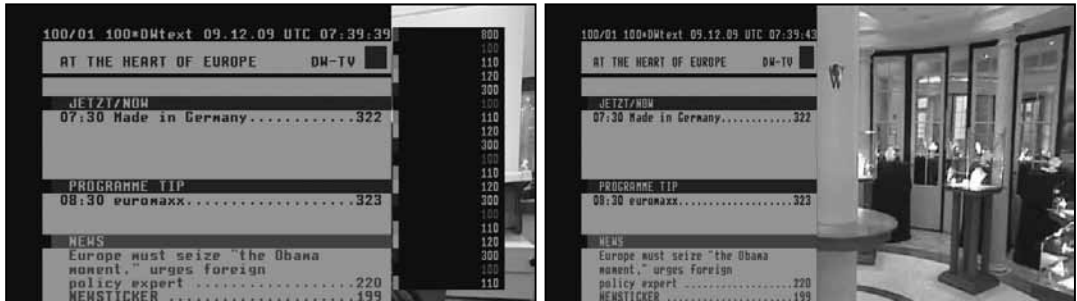 100/01 100*DWtext 09.12.09 UTC 07:39:39
AT THE HEART OF EUROPE DW-TV
JETZT/NOW
07:30 Made in Germany............322
PROGRAMME TIP
08:30 euromaxx.................323
NEWS
Europe must seize "the Obama
moment," urges foreign
policy expert ................220
NEWSTICKER ..................199
800
100
110
120
300
100
110
120
300
100
110
120
300
100
110
120
300
100
110
100/01 100*DWtext 09.12.09 UTC 07:39:43
AT THE HEART OF EUROPE DW-TV
JETZT/NOW
07:30 Made in Germany............322
PROGRAMME TIP
08:30 euromaxx.................323
NEWS
Europe must seize "the Obama
moment," urges foreign
policy expert ................220
NEWSTICKER ..................199